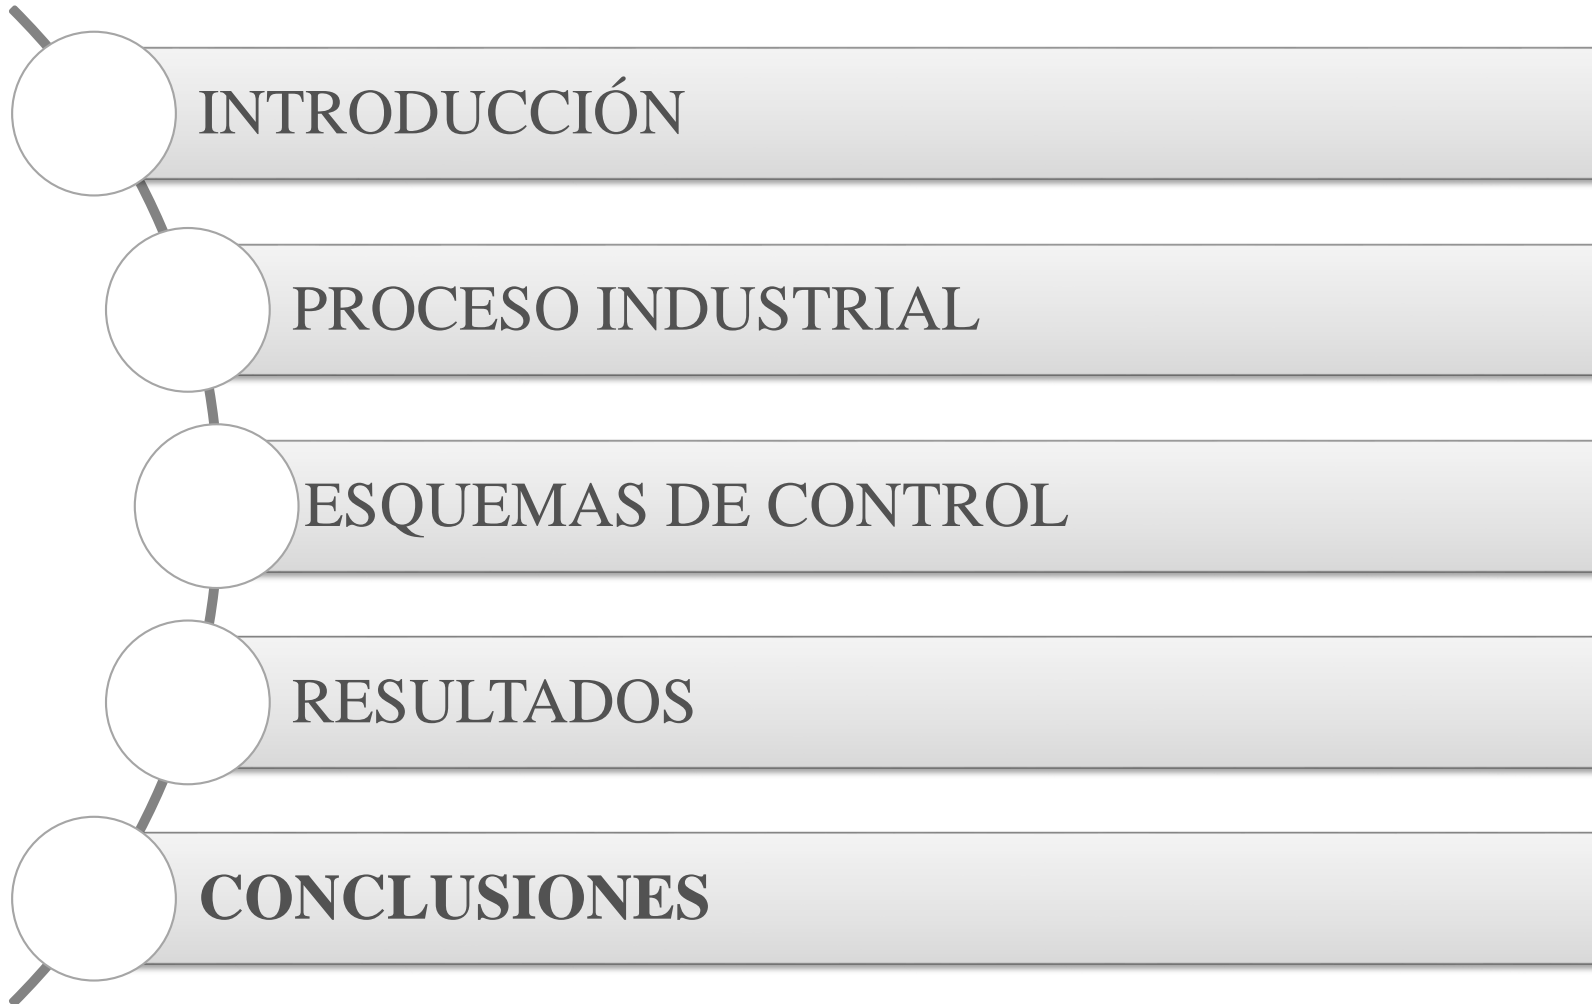 INTRODUCCIÓN
PROCESO INDUSTRIAL
ESQUEMAS DE CONTROL
RESULTADOS
CONCLUSIONES